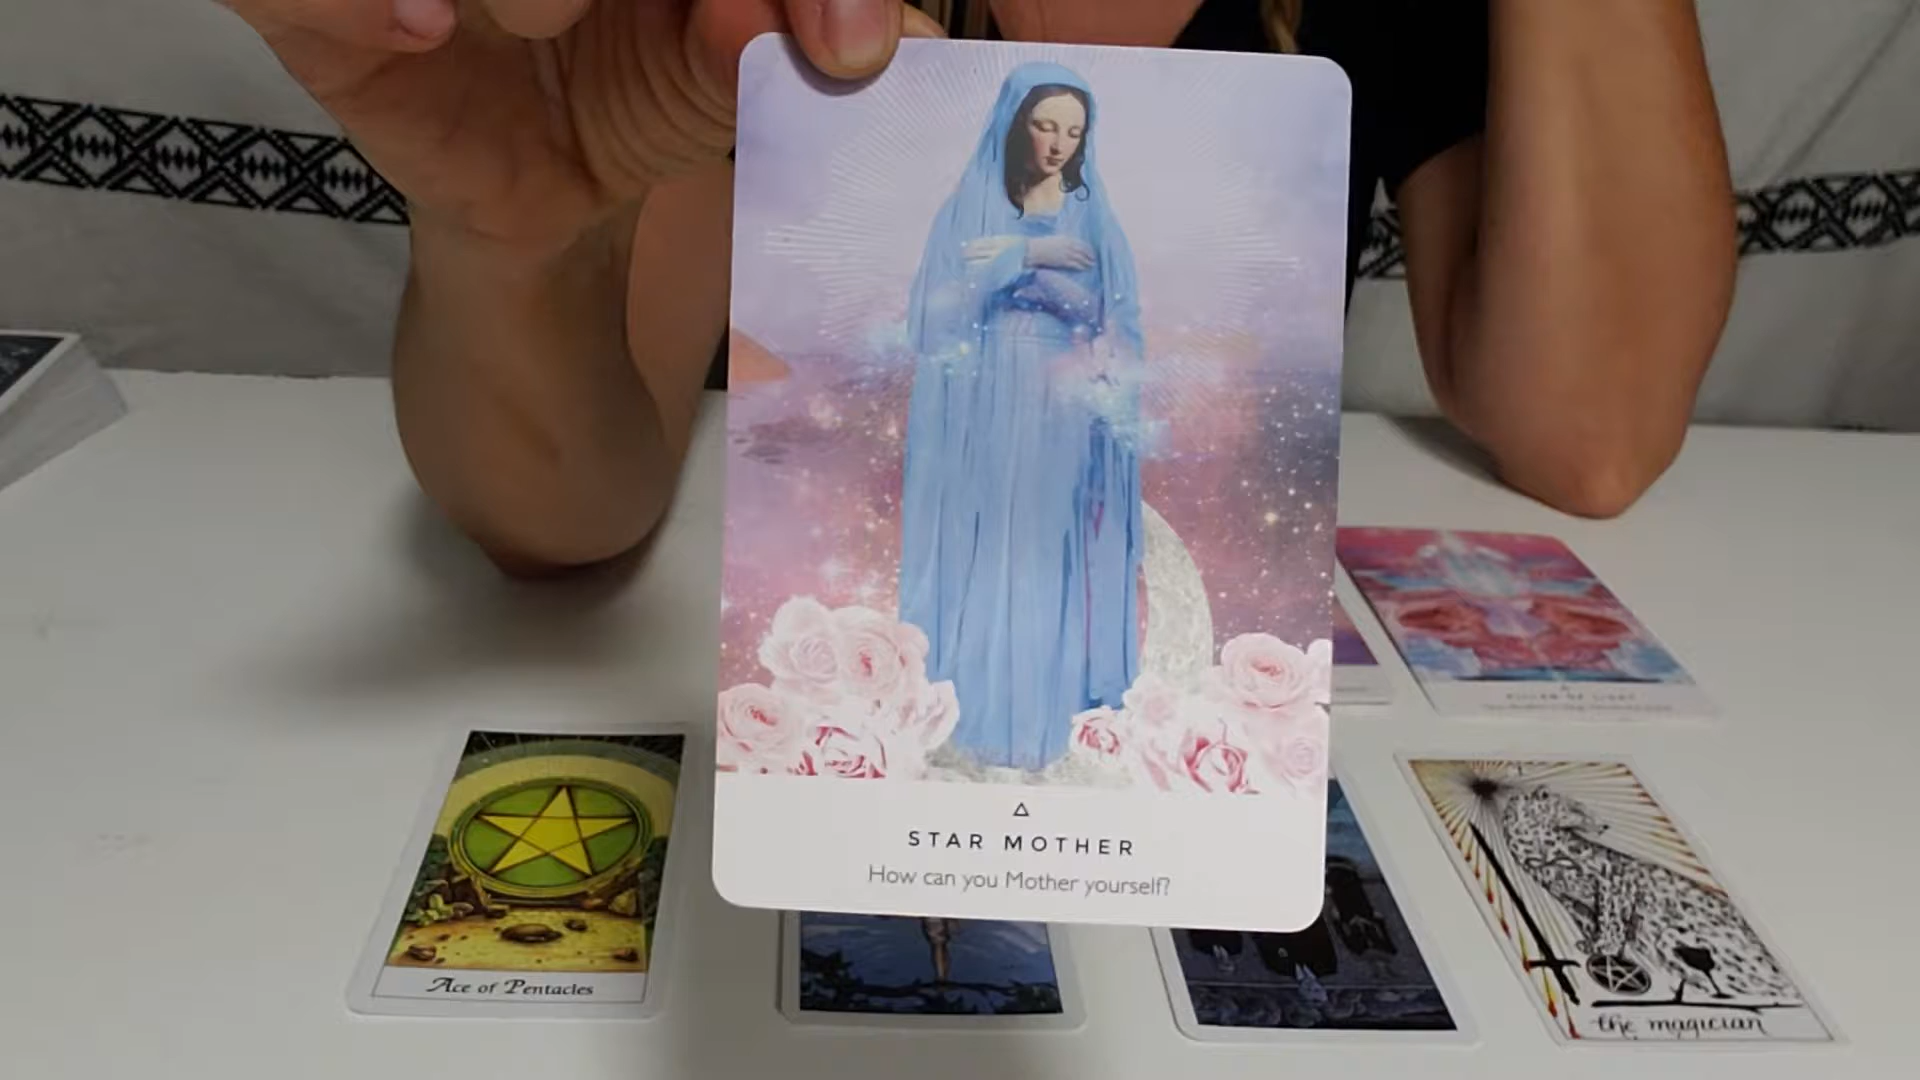 STAR MOTHER
How can you Mother yourself?
Ace of Pentacles
the magician